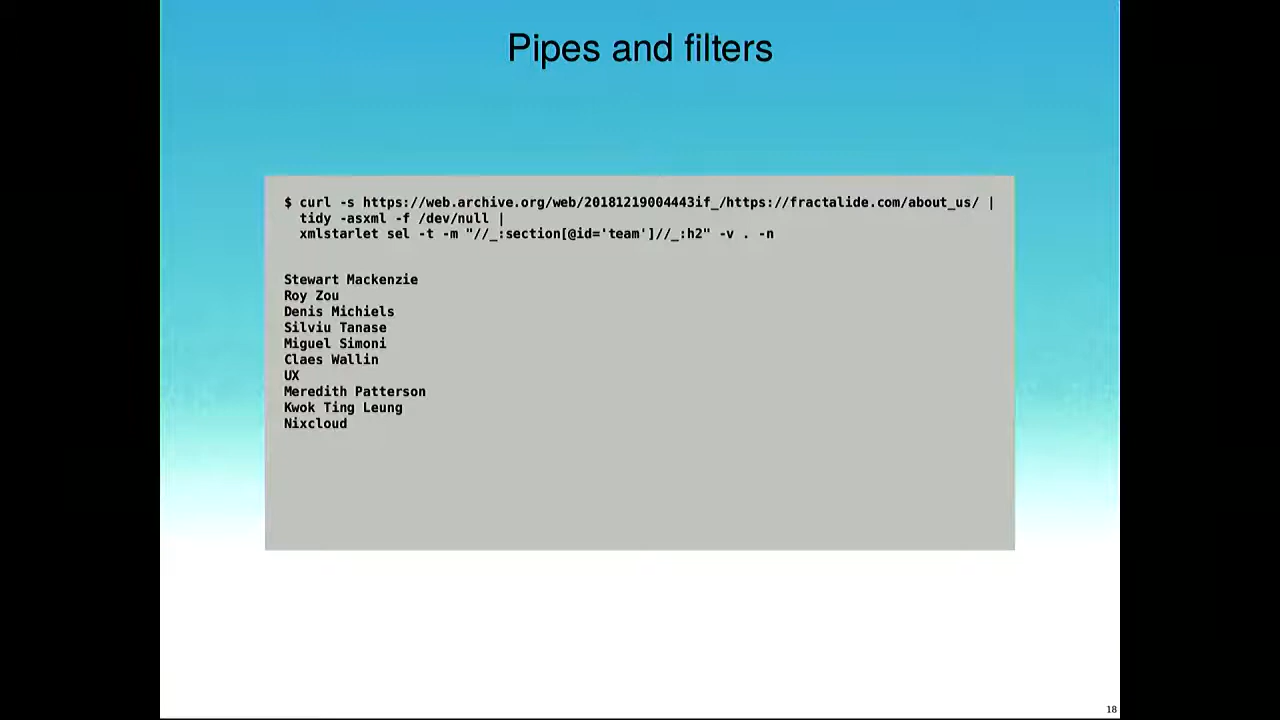 Pipes and filters
$ curl -s https://web.archive.org/web/20181219004443if_/https://fractalide.com/about_us/ |
tidy -asxml -f /dev/null |
xmlstarlet sel -t -m "//_:section[@id='team']//_:h2" -v . -n
Stewart Mackenzie
Roy Zou
Denis Michiels
Silviu Tanase
Miguel Simoni
Claes Wallin
UX
Meredith Patterson
Kwok Ting Leung
Nixcloud
18